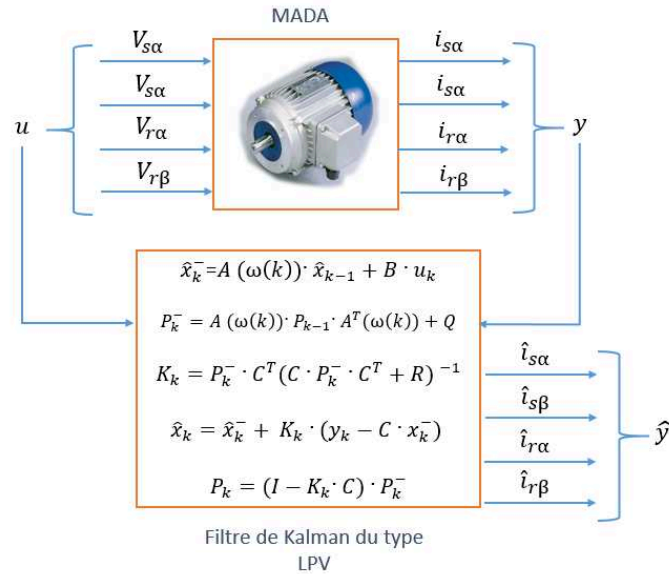 MADA
V_{sα}
V_{sα}
V_{rα}
V_{rβ}
u
i_{sα}
i_{sα}
i_{rα}
i_{rβ}
y
x̂_k^-=A (ω(k))· x̂_{k-1} + B · u_k
P_k^- = A (ω(k))· P_{k-1} · A^T(ω(k)) + Q
K_k = P_k^- · C^T(C · P_k^- · C^T + R) ^{-1}
x̂_k = x̂_k^- + K_k · (y_k − C · x_k^-)
P_k = (I − K_k· C) · P_k^-
î_{sα}
î_{sβ}
î_{rα}
î_{rβ}
ŷ
Filtre de Kalman du type
LPV